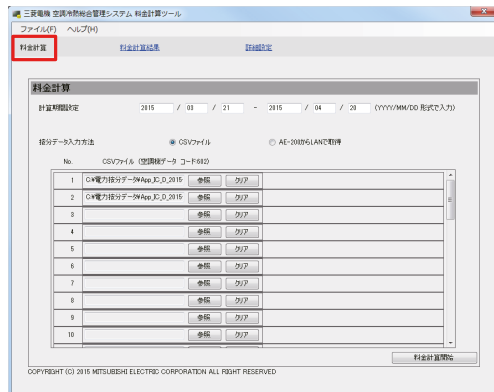 三菱電機 空調冷熱総合管理システム 料金計算ツール
ファイル(F) ヘルプ(H)
料金計算 料金計算結果 詳細設定
料金計算
計算期間設定 2015 / 03 / 21 - 2015 / 04 / 20 (YYYY/MM/DD 形式で入力)
按分データ入力方法 CSVファイル AE-200からLANで取得
No. CSVファイル (空調機データ コード:602)
1 C:¥電力按分データ¥App_IC_D_2015 参照 クリア
2 C:¥電力按分データ¥App_IC_D_2015 参照 クリア
3 参照 クリア
4 参照 クリア
5 参照 クリア
6 参照 クリア
7 参照 クリア
8 参照 クリア
9 参照 クリア
10 参照 クリア
料金計算開始
COPYRIGHT (C) 2015 MITSUBISHI ELECTRIC CORPORATION ALL RIGHT RESERVED